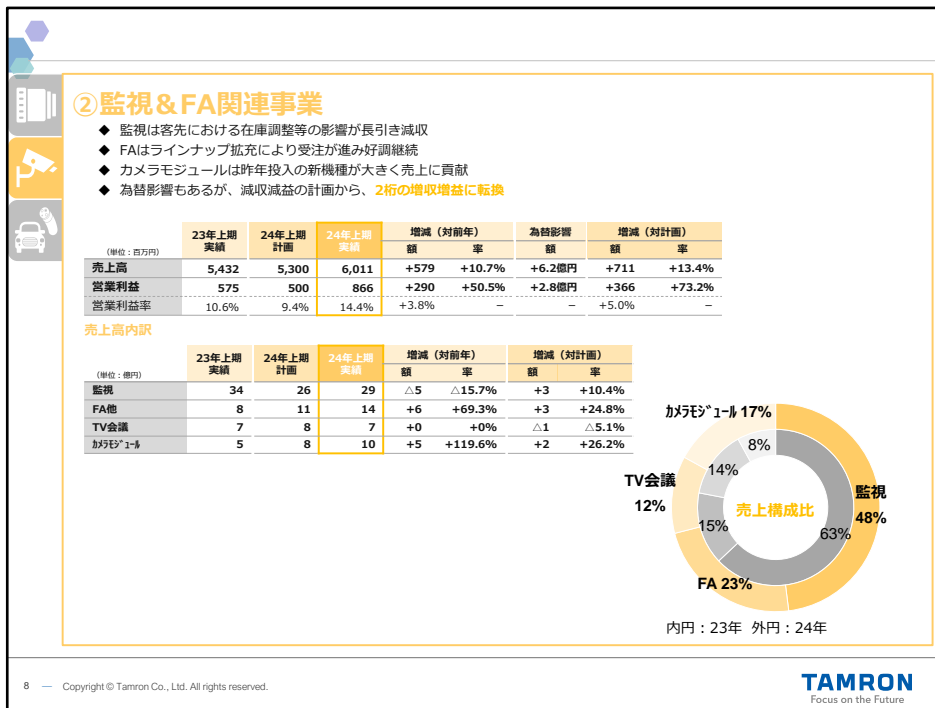 ②監視＆FA関連事業
◆ 監視は客先における在庫調整等の影響が長引き減収
◆ FAはラインナップ拡充により受注が進み好調継続
◆ カメラモジュールは昨年投入の新機種が大きく売上に貢献
◆ 為替影響もあるが、減収減益の計画から、2桁の増収増益に転換
（単位：百万円） 23年上期実績 24年上期計画 24年上期実績 増減（対前年） 為替影響 増減（対計画）
額 率 額 額 率
売上高 5,432 5,300 6,011 +579 +10.7% +6.2億円 +711 +13.4%
営業利益 575 500 866 +290 +50.5% +2.8億円 +366 +73.2%
営業利益率 10.6% 9.4% 14.4% +3.8% − − +5.0% −
売上高内訳
（単位：億円） 23年上期実績 24年上期計画 24年上期実績 増減（対前年） 増減（対計画）
額 率 額 率
監視 34 26 29 △5 △15.7% +3 +10.4%
FA他 8 11 14 +6 +69.3% +3 +24.8%
TV会議 7 8 7 +0 +0% △1 △5.1%
ｶﾒﾗﾓｼﾞｭｰﾙ 5 8 10 +5 +119.6% +2 +26.2%
ｶﾒﾗﾓｼﾞｭｰﾙ 17%
8%
14%
TV会議
12%
売上構成比
監視
48%
15%
63%
FA 23%
内円：23年 外円：24年
8 — Copyright © Tamron Co., Ltd. All rights reserved.
TAMRON
Focus on the Future